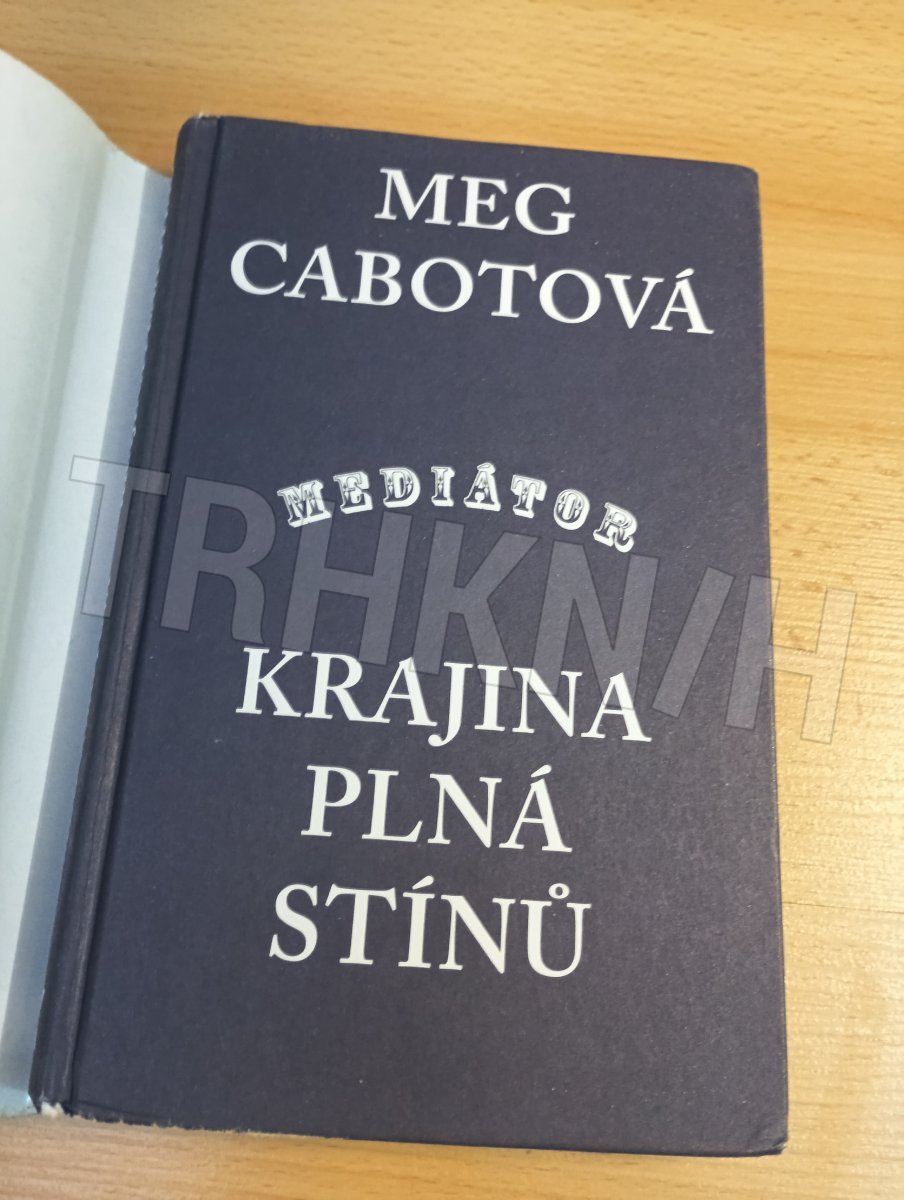 MEG
CABOTOVÁ
MEDIÁTOR
TRHKNIH
KRAJINA
PLNÁ
STÍNŮ